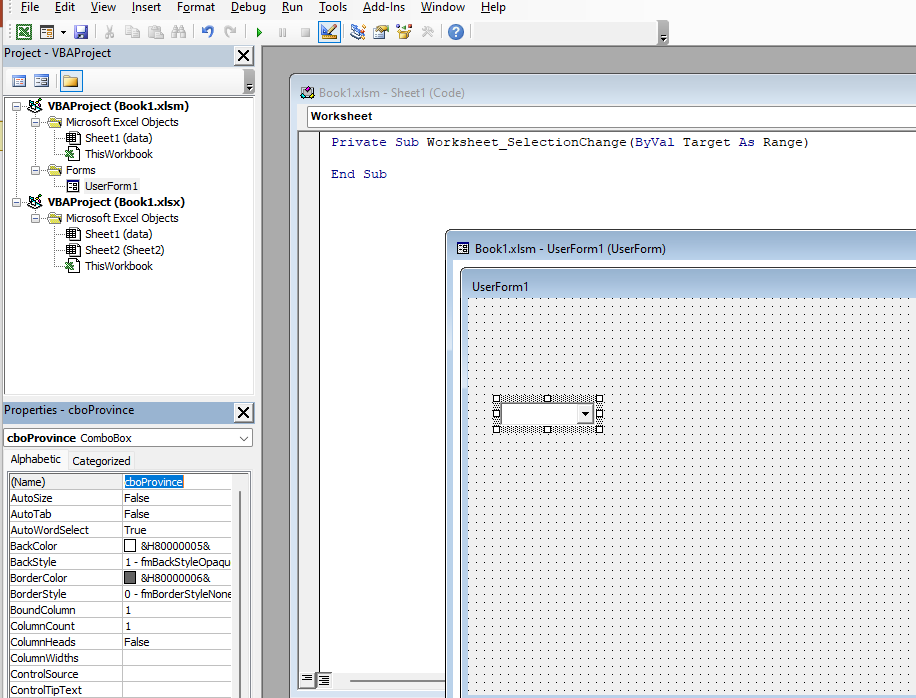 File Edit View Insert Format Debug Run Tools Add-Ins Window Help
Project - VBAProject
VBAProject (Book1.xlsm)
Microsoft Excel Objects
Sheet1 (data)
ThisWorkbook
Forms
UserForm1
VBAProject (Book1.xlsx)
Microsoft Excel Objects
Sheet1 (data)
Sheet2 (Sheet2)
ThisWorkbook
Properties - cboProvince
cboProvince ComboBox
Alphabetic Categorized
(Name) cboProvince
AutoSize False
AutoTab False
AutoWordSelect True
BackColor &H80000005&
BackStyle 1 - fmBackStyleOpaqu
BorderColor &H80000006&
BorderStyle 0 - fmBorderStyleNone
BoundColumn 1
ColumnCount 1
ColumnHeads False
ColumnWidths
ControlSource
ControlTipText
Book1.xlsm - Sheet1 (Code)
Worksheet
Private Sub Worksheet_SelectionChange(ByVal Target As Range)
End Sub
Book1.xlsm - UserForm1 (UserForm)
UserForm1